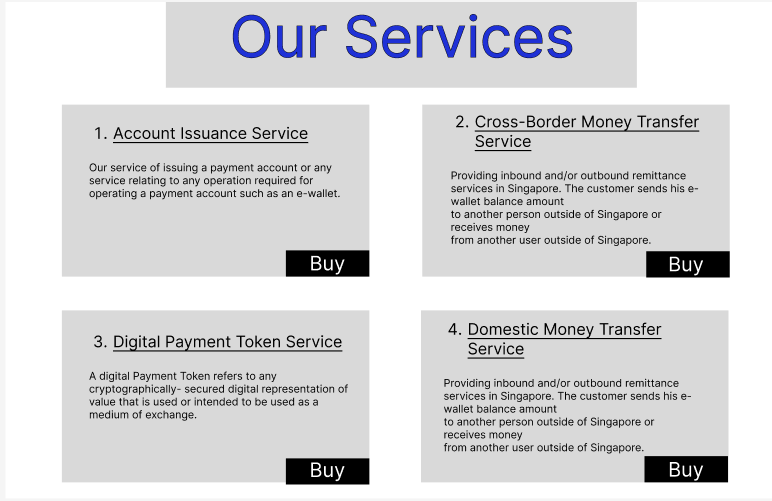 Our Services
1. Account Issuance Service
Our service of issuing a payment account or any
service relating to any operation required for
operating a payment account such as an e-wallet.
Buy
2. Cross-Border Money Transfer
Service
Providing inbound and/or outbound remittance
services in Singapore. The customer sends his e-
wallet balance amount
to another person outside of Singapore or
receives money
from another user outside of Singapore.
Buy
3. Digital Payment Token Service
A digital Payment Token refers to any
cryptographically- secured digital representation of
value that is used or intended to be used as a
medium of exchange.
Buy
4. Domestic Money Transfer
Service
Providing inbound and/or outbound remittance
services in Singapore. The customer sends his e-
wallet balance amount
to another person outside of Singapore or
receives money
from another user outside of Singapore.
Buy